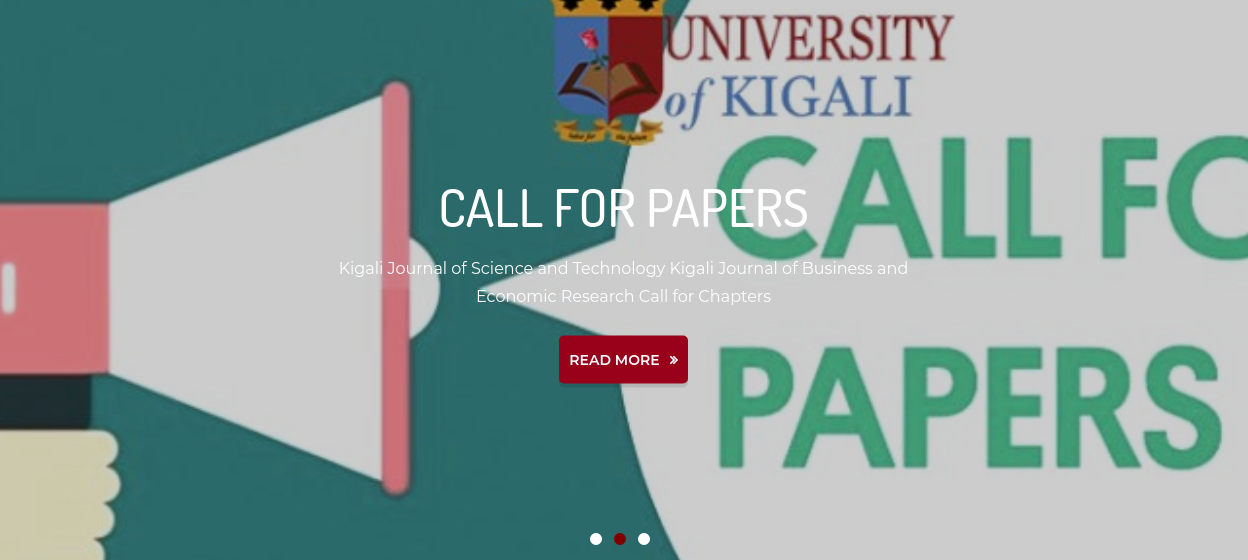 UNIVERSITY
of KIGALI
CALL FO
PAPERS
CALL FOR PAPERS
Kigali Journal of Science and Technology Kigali Journal of Business and
Economic Research Call for Chapters
READ MORE »